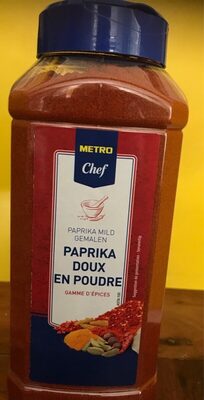 METRO
Chef
PAPRIKA MILD
GEMALEN
PAPRIKA
DOUX
EN POUDRE
GAMME D'ÉPICES